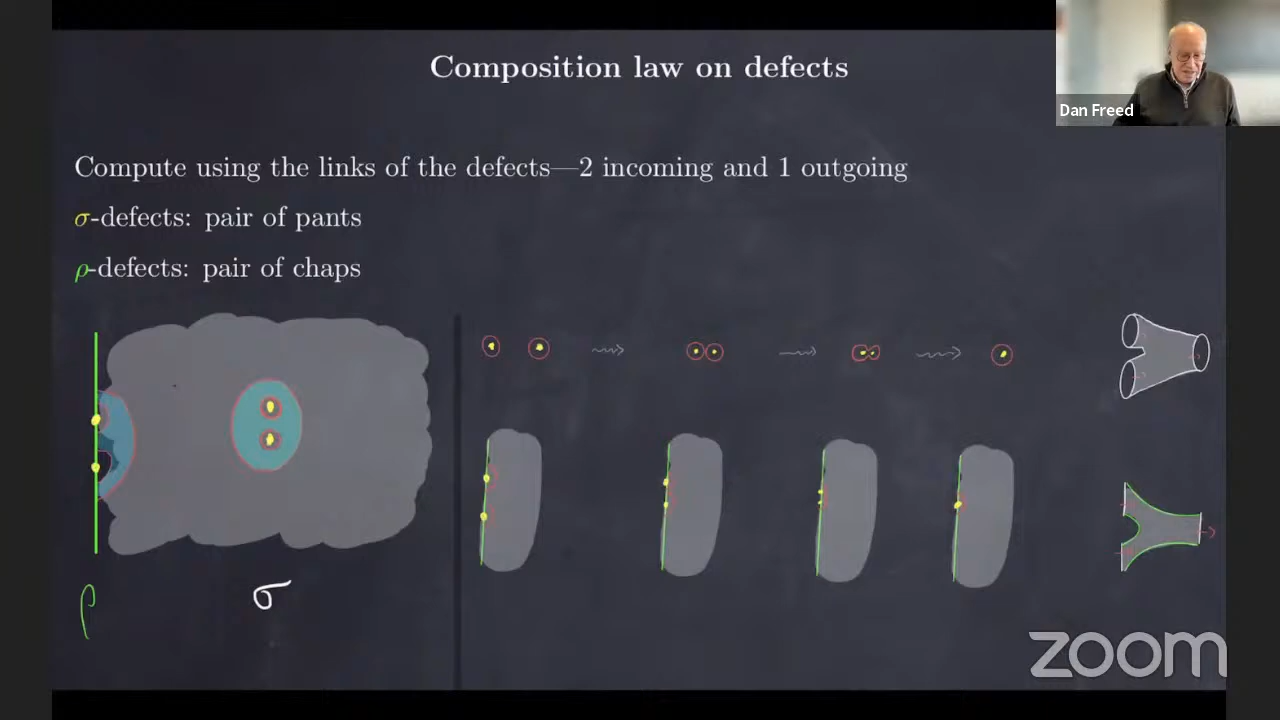 Composition law on defects
Dan Freed
Compute using the links of the defects—2 incoming and 1 outgoing
σ-defects: pair of pants
ρ-defects: pair of chaps
ρ
σ
zoom